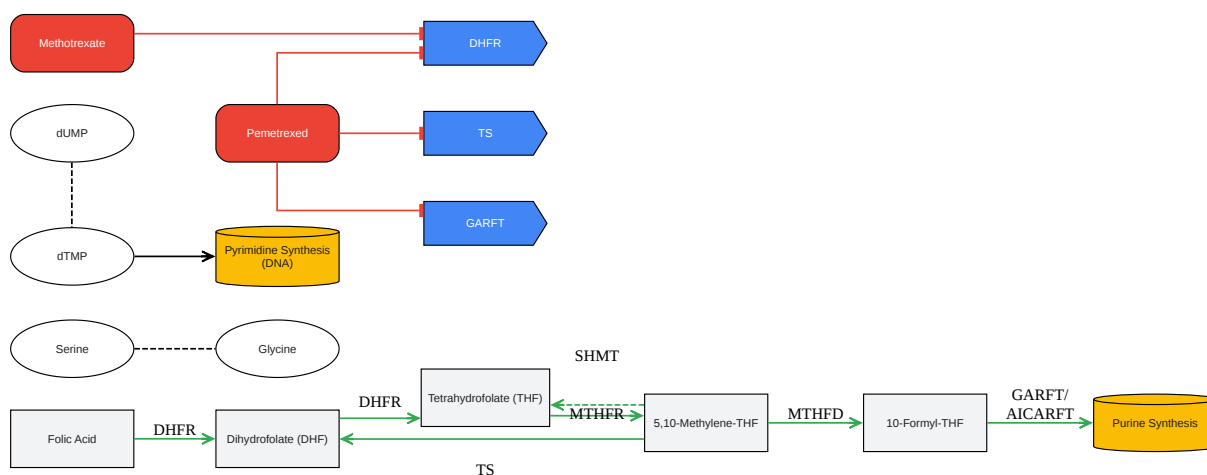 Methotrexate
DHFR
dUMP
Pemetrexed
TS
GARFT
dTMP
Pyrimidine Synthesis
(DNA)
Serine
Glycine
SHMT
DHFR
Tetrahydrofolate (THF)
MTHFR
GARFT/
AICARFT
Folic Acid
DHFR
Dihydrofolate (DHF)
5,10-Methylene-THF
MTHFD
10-Formyl-THF
Purine Synthesis
TS